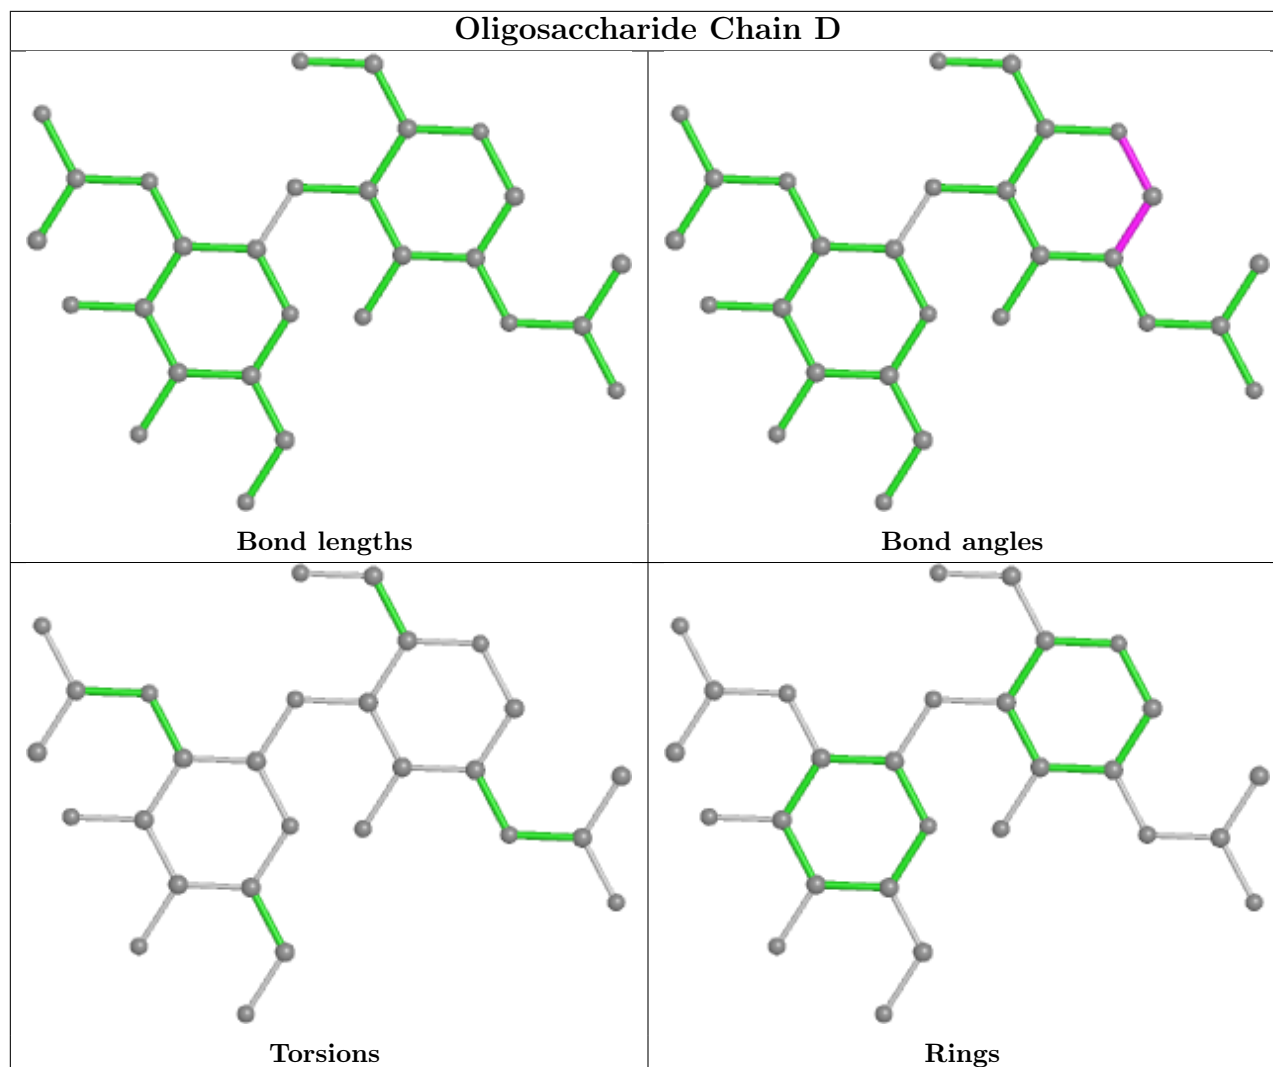 Oligosaccharide Chain D
Bond lengths
Bond angles
Torsions
Rings